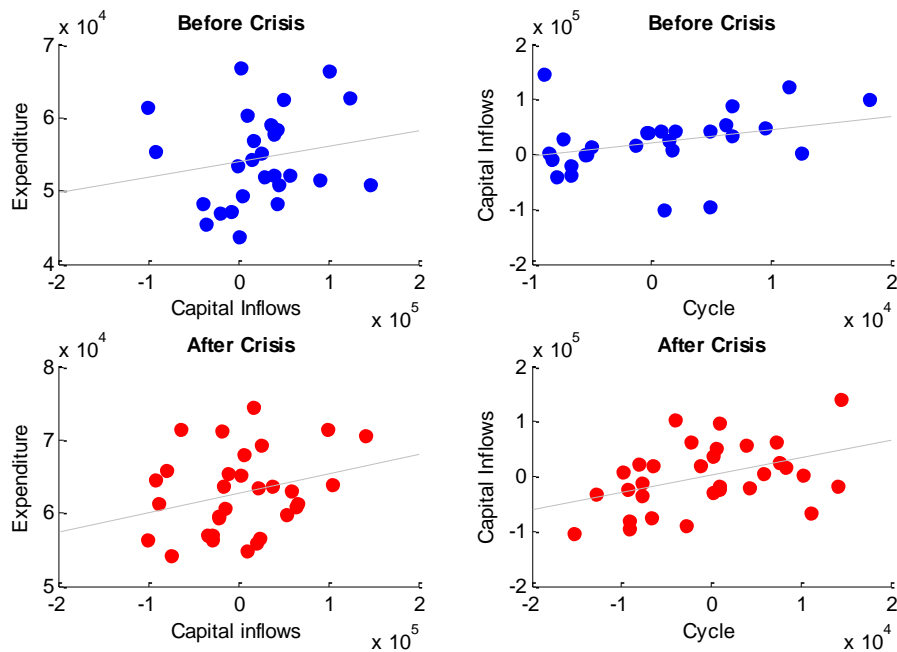 x 10^4
Before Crisis
7
6
5
4
Expenditure
-2
-1
0
1
2
Capital Inflows
x 10^5
x 10^5
Before Crisis
2
1
0
-1
-2
Capital Inflows
-1
0
1
2
Cycle
x 10^4
x 10^4
After Crisis
8
7
6
5
Expenditure
-2
-1
0
1
2
Capital inflows
x 10^5
x 10^5
After Crisis
2
1
0
-1
-2
Capital Inflows
-2
-1
0
1
2
Cycle
x 10^4